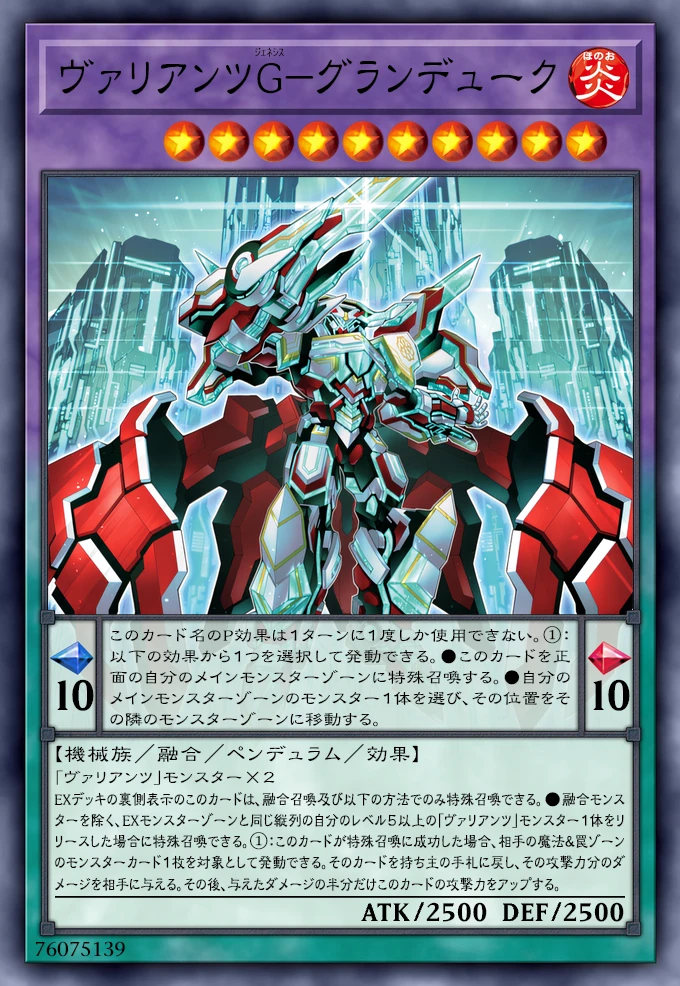 ジェネシス
ヴァリアンツG－グランデューク
ほのお
炎
このカード名のP効果は1ターンに1度しか使用できない。①：
以下の効果から1つを選択して発動できる。●このカードを正
面の自分のメインモンスターゾーンに特殊召喚する。●自分の
メインモンスターゾーンのモンスター1体を選び、その位置をそ
の隣のモンスターゾーンに移動する。
10
10
【機械族／融合／ペンデュラム／効果】
「ヴァリアンツ」モンスター×2
EXデッキの裏側表示のこのカードは、融合召喚及び以下の方法でのみ特殊召喚できる。●融合モンス
ターを除く、EXモンスターゾーンと同じ縦列の自分のレベル5以上の「ヴァリアンツ」モンスター1体をリ
リースした場合に特殊召喚できる。①：このカードが特殊召喚に成功した場合、相手の魔法&罠ゾーン
のモンスターカード1枚を対象として発動できる。そのカードを持ち主の手札に戻し、その攻撃力分のダ
メージを相手に与える。その後、与えたダメージの半分だけこのカードの攻撃力をアップする。
ATK/2500 DEF/2500
76075139